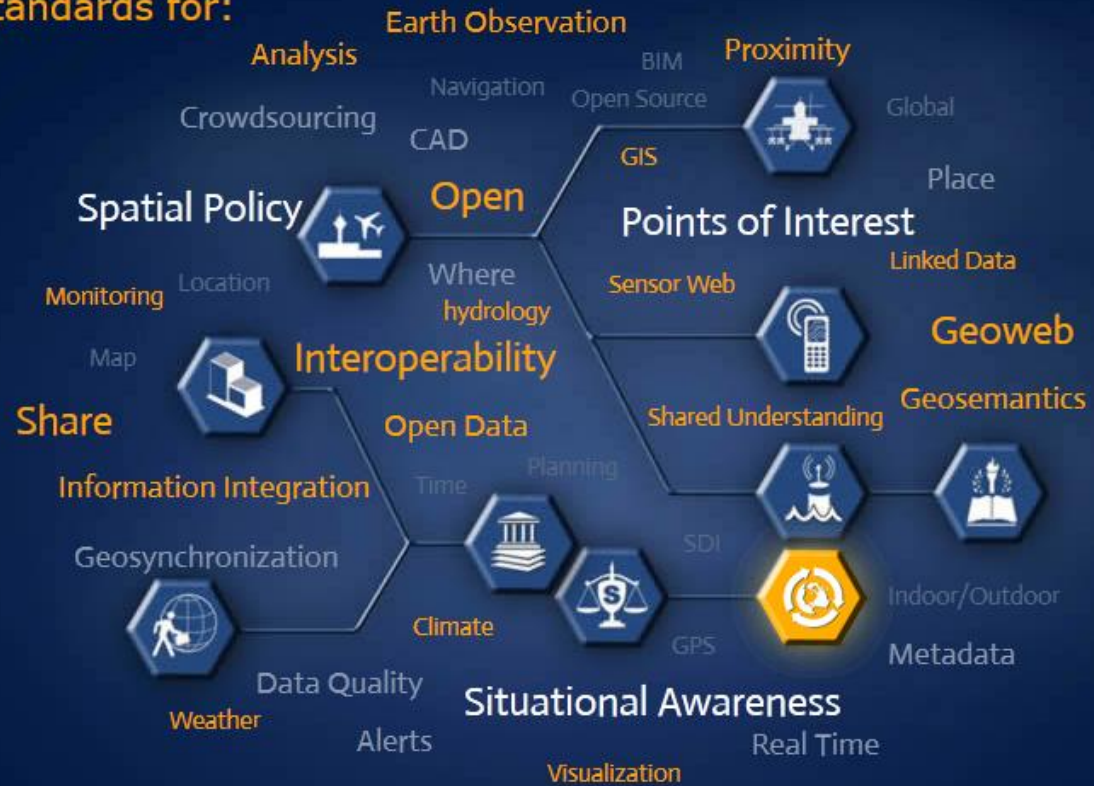 tandards for:
Earth Observation
Analysis
Proximity
BIM
Navigation
Open Source
Global
Crowdsourcing
CAD
GIS
Place
Spatial Policy
Open
Points of Interest
Linked Data
Where
Sensor Web
Monitoring
Location
hydrology
Geoweb
Map
Interoperability
Geosemantics
Share
Open Data
Shared Understanding
Planning
Information Integration
Time
Geosynchronization
SDI
S
Indoor/Outdoor
Climate
GPS
Metadata
Data Quality
Situational Awareness
Weather
Alerts
Real Time
Visualization